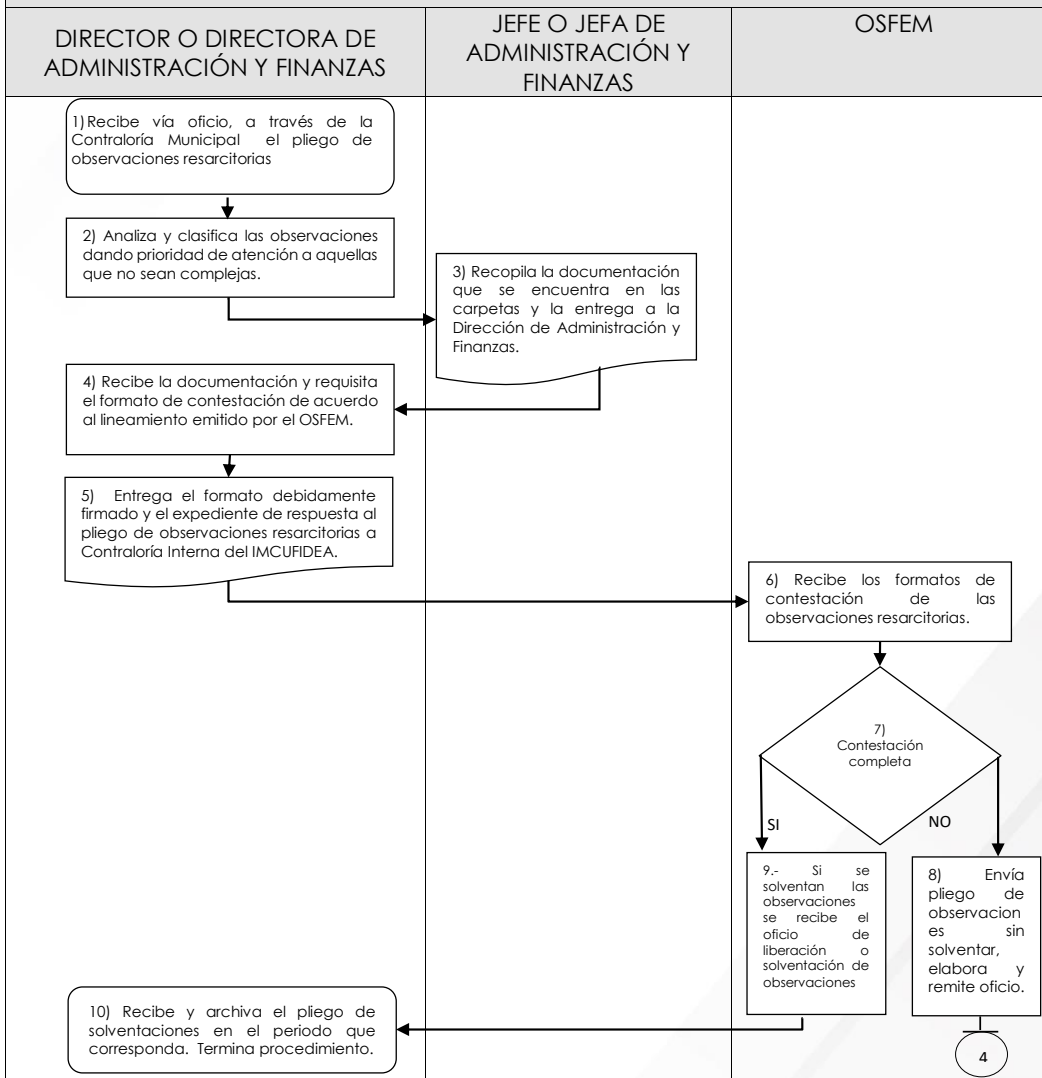 DIRECTOR O DIRECTORA DE
ADMINISTRACIÓN Y FINANZAS
JEFE O JEFA DE
ADMINISTRACIÓN Y
FINANZAS
OSFEM
1)Recibe vía oficio, a través de la
Contraloría Municipal el pliego de
observaciones resarcitorias
2) Analiza y clasifica las observaciones
dando prioridad de atención a aquellas
que no sean complejas.
3) Recopila la documentación
que se encuentra en las
carpetas y la entrega a la
Dirección de Administración y
Finanzas.
4) Recibe la documentación y requisita
el formato de contestación de acuerdo
al lineamiento emitido por el OSFEM.
5) Entrega el formato debidamente
firmado y el expediente de respuesta al
pliego de observaciones resarcitorias a
Contraloría Interna del IMCUFIDEA.
6) Recibe los formatos de
contestación de las
observaciones resarcitorias.
7)
Contestación
completa
SI
NO
9.- Si se
solventan las
observaciones
se recibe el
oficio de
liberación o
solventación de
observaciones
8) Envía
pliego de
observacion
es sin
solventar,
elabora y
remite oficio.
10) Recibe y archiva el pliego de
solventaciones en el periodo que
corresponda. Termina procedimiento.
4